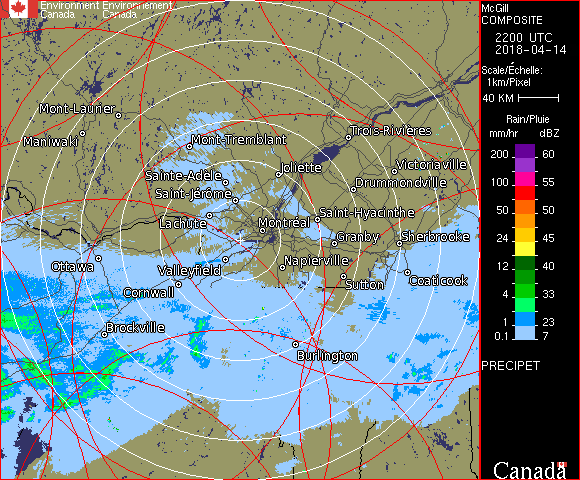 Environment Environnement
Canada Canada
McGill
COMPOSITE
2200 UTC
2018-04-14
Scale/Échelle:
1km/Pixel
40 KM
Rain/Pluie
mm/hr dBZ
200 60
100 55
50 50
24 45
12 40
4 33
1 23
0.1 7
PRECIPET
Canada
Mont-Laurier
Maniwaki
Mont-Tremblant
Trois-Rivières
Victoriaville
Joliette
Sainte-Adèle
Drummondville
Saint-Jérôme
Lachute
Saint-Hyacinthe
Montréal
Granby
Sherbrooke
Ottawa
Valleyfield
Napierville
Cornwall
Sutton
Coaticook
Brockville
Burlington